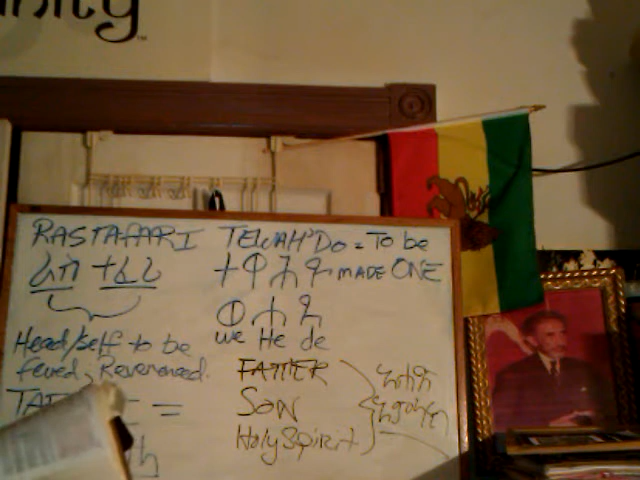 nity
RASTAFARI TEWAH'DO = To be
ራስ ተፈሪ ተዋሕዶ MADE ONE
ወ ሐ ደ
We He de
Head/self to be
feared, Reverenced.
FATHER
=
SON
Holy Spirit